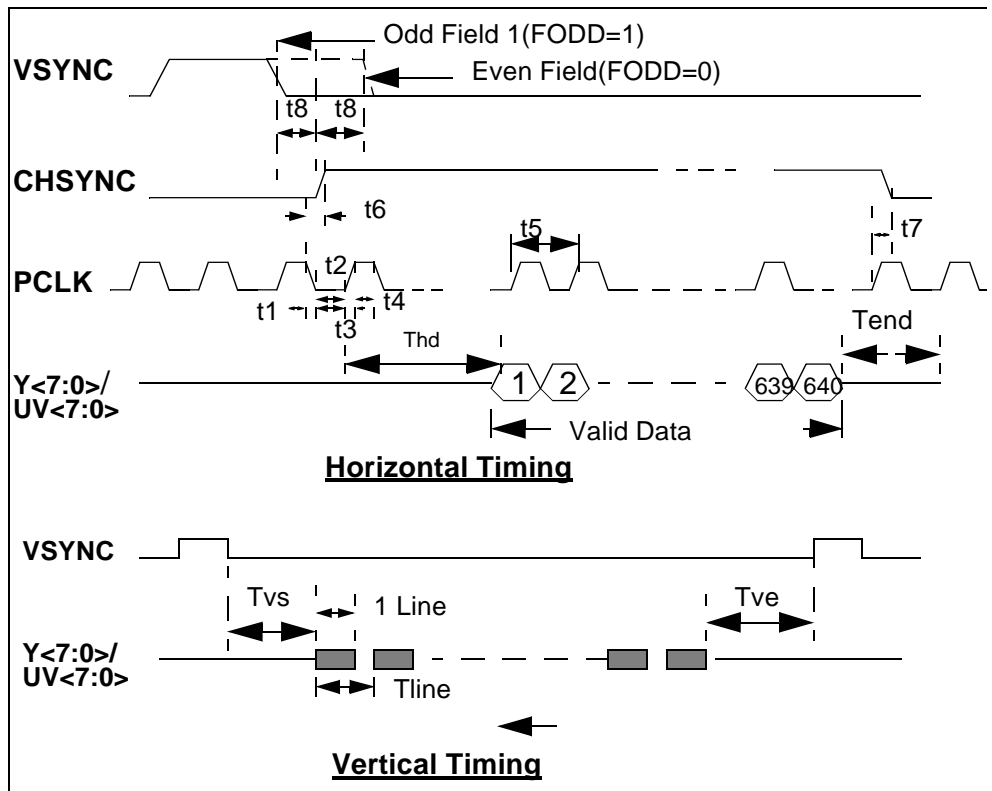 Odd Field 1(FODD=1)
VSYNC
Even Field(FODD=0)
t8 t8
CHSYNC
t6
t5
t7
PCLK
t2
t1
t4
t3
Thd
Tend
Y<7:0>/
UV<7:0>
1 2
639 640
Valid Data
Horizontal Timing
VSYNC
Tvs
1 Line
Tve
Y<7:0>/
UV<7:0>
Tline
Vertical Timing